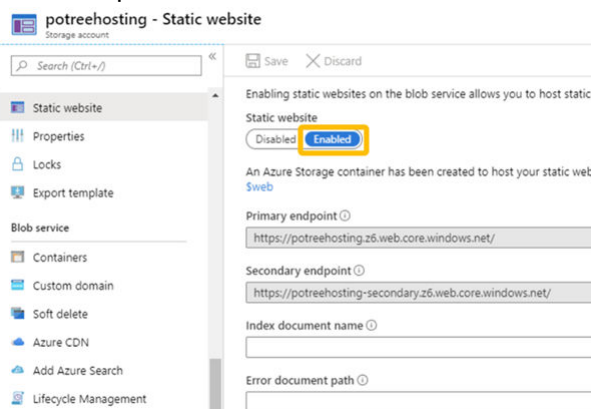 potreehosting - Static website
Storage account
Search (Ctrl+/)
«
Static website
Properties
Locks
Export template
Blob service
Containers
Custom domain
Soft delete
Azure CDN
Add Azure Search
Lifecycle Management
Save Discard
Enabling static websites on the blob service allows you to host static
Static website
Disabled Enabled
An Azure Storage container has been created to host your static web
$web
Primary endpoint
https://potreehosting.z6.web.core.windows.net/
Secondary endpoint
https://potreehosting-secondary.z6.web.core.windows.net/
Index document name
Error document path